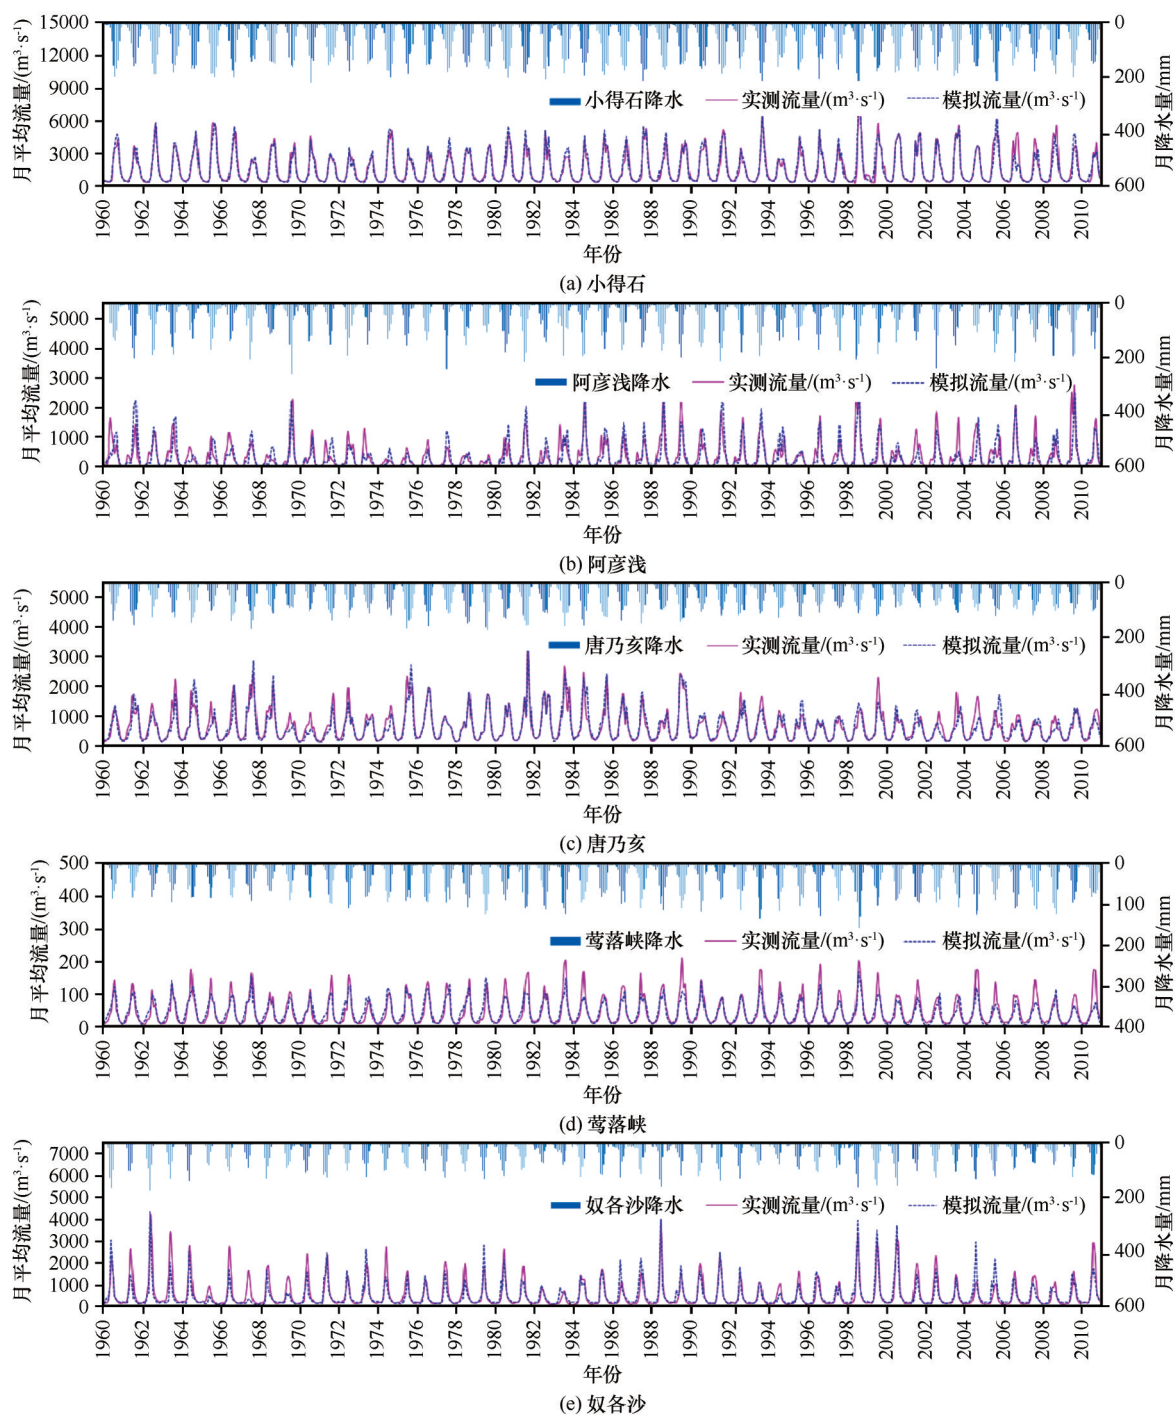 月平均流量/(m³·s⁻¹)
15000
12000
9000
6000
3000
0
0
200
400
600
月降水量/mm
小得石降水 实测流量/(m³·s⁻¹) 模拟流量/(m³·s⁻¹)
1960 1962 1964 1966 1968 1970 1972 1974 1976 1978 1980 1982 1984 1986 1988 1990 1992 1994 1996 1998 2000 2002 2004 2006 2008 2010
年份
(a) 小得石
月平均流量/(m³·s⁻¹)
5000
4000
3000
2000
1000
0
0
200
400
600
月降水量/mm
阿彦浅降水 实测流量/(m³·s⁻¹) 模拟流量/(m³·s⁻¹)
1960 1962 1964 1966 1968 1970 1972 1974 1976 1978 1980 1982 1984 1986 1988 1990 1992 1994 1996 1998 2000 2002 2004 2006 2008 2010
年份
(b) 阿彦浅
月平均流量/(m³·s⁻¹)
5000
4000
3000
2000
1000
0
0
200
400
600
月降水量/mm
唐乃亥降水 实测流量/(m³·s⁻¹) 模拟流量/(m³·s⁻¹)
1960 1962 1964 1966 1968 1970 1972 1974 1976 1978 1980 1982 1984 1986 1988 1990 1992 1994 1996 1998 2000 2002 2004 2006 2008 2010
年份
(c) 唐乃亥
月平均流量/(m³·s⁻¹)
500
400
300
200
100
0
0
100
200
300
400
月降水量/mm
莺落峡降水 实测流量/(m³·s⁻¹) 模拟流量/(m³·s⁻¹)
1960 1962 1964 1966 1968 1970 1972 1974 1976 1978 1980 1982 1984 1986 1988 1990 1992 1994 1996 1998 2000 2002 2004 2006 2008 2010
年份
(d) 莺落峡
月平均流量/(m³·s⁻¹)
7000
6000
5000
4000
3000
2000
1000
0
0
200
400
600
月降水量/mm
奴各沙降水 实测流量/(m³·s⁻¹) 模拟流量/(m³·s⁻¹)
1960 1962 1964 1966 1968 1970 1972 1974 1976 1978 1980 1982 1984 1986 1988 1990 1992 1994 1996 1998 2000 2002 2004 2006 2008 2010
年份
(e) 奴各沙